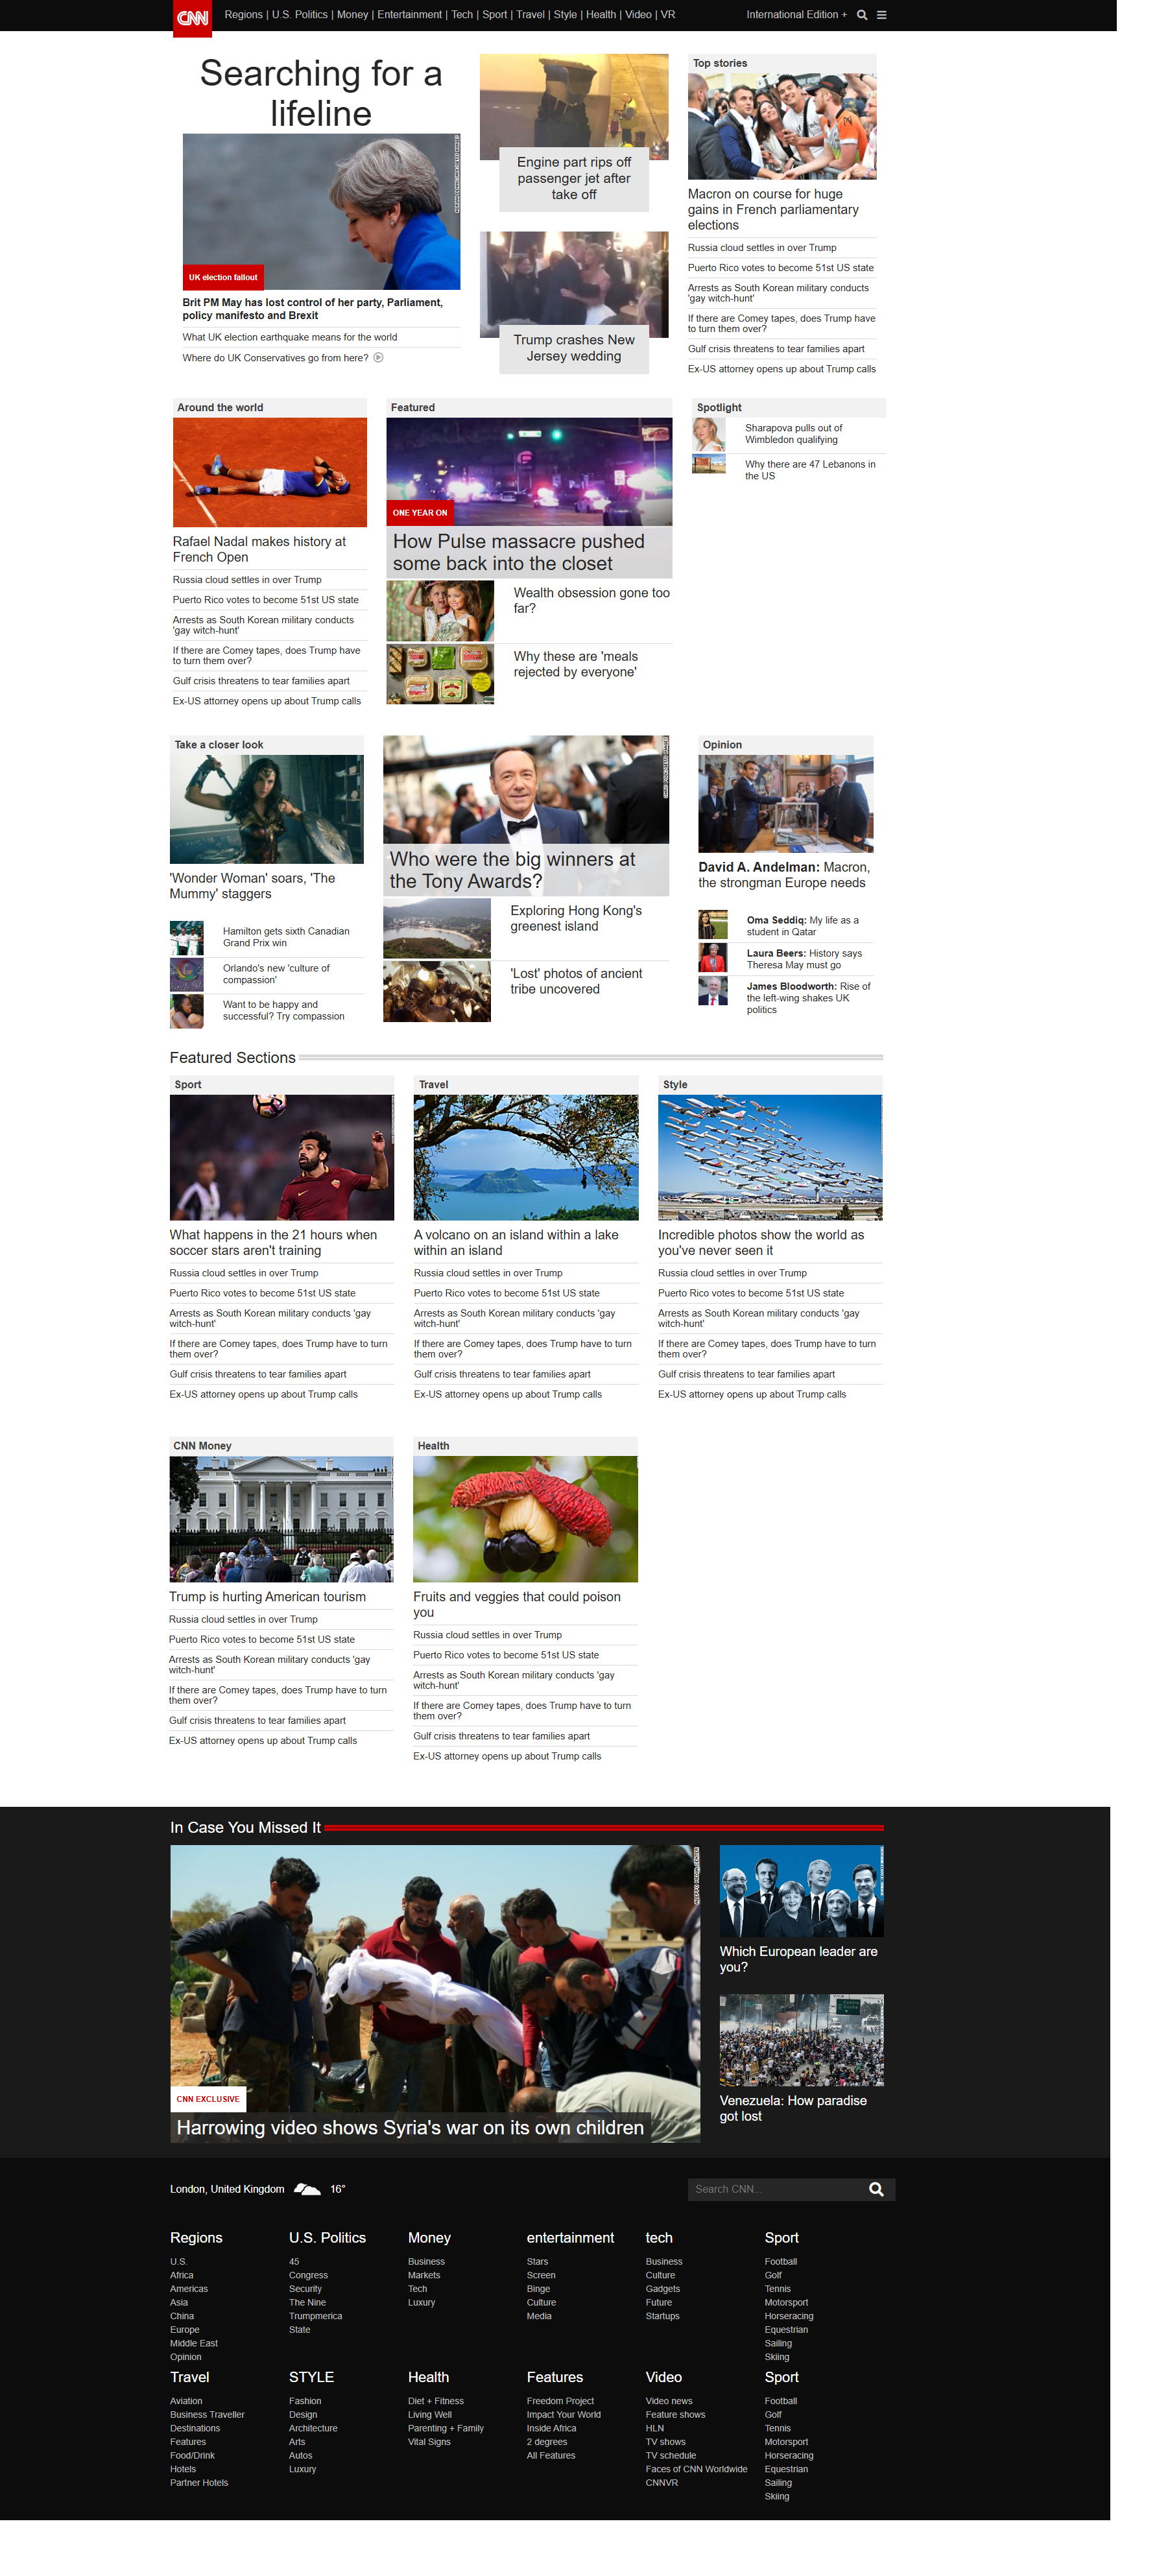 CNN
Regions | U.S. Politics | Money | Entertainment | Tech | Sport | Travel | Style | Health | Video | VR
International Edition +
Searching for a
lifeline
UK election fallout
Brit PM May has lost control of her party, Parliament,
policy manifesto and Brexit
What UK election earthquake means for the world
Where do UK Conservatives go from here?
Engine part rips off
passenger jet after
take off
Trump crashes New
Jersey wedding
Top stories
Macron on course for huge
gains in French parliamentary
elections
Russia cloud settles in over Trump
Puerto Rico votes to become 51st US state
Arrests as South Korean military conducts
'gay witch-hunt'
If there are Comey tapes, does Trump have
to turn them over?
Gulf crisis threatens to tear families apart
Ex-US attorney opens up about Trump calls
Around the world
Rafael Nadal makes history at
French Open
Russia cloud settles in over Trump
Puerto Rico votes to become 51st US state
Arrests as South Korean military conducts
'gay witch-hunt'
If there are Comey tapes, does Trump have
to turn them over?
Gulf crisis threatens to tear families apart
Ex-US attorney opens up about Trump calls
Featured
ONE YEAR ON
How Pulse massacre pushed
some back into the closet
Wealth obsession gone too
far?
Why these are 'meals
rejected by everyone'
Spotlight
Sharapova pulls out of
Wimbledon qualifying
Why there are 47 Lebanons in
the US
Take a closer look
'Wonder Woman' soars, 'The
Mummy' staggers
Hamilton gets sixth Canadian
Grand Prix win
Orlando's new 'culture of
compassion'
Want to be happy and
successful? Try compassion
Who were the big winners at
the Tony Awards?
Exploring Hong Kong's
greenest island
'Lost' photos of ancient
tribe uncovered
Opinion
David A. Andelman: Macron,
the strongman Europe needs
Oma Seddiq: My life as a
student in Qatar
Laura Beers: History says
Theresa May must go
James Bloodworth: Rise of
the left-wing shakes UK
politics
Featured Sections
Sport
What happens in the 21 hours when
soccer stars aren't training
Russia cloud settles in over Trump
Puerto Rico votes to become 51st US state
Arrests as South Korean military conducts 'gay
witch-hunt'
If there are Comey tapes, does Trump have to turn
them over?
Gulf crisis threatens to tear families apart
Ex-US attorney opens up about Trump calls
Travel
A volcano on an island within a lake
within an island
Russia cloud settles in over Trump
Puerto Rico votes to become 51st US state
Arrests as South Korean military conducts 'gay
witch-hunt'
If there are Comey tapes, does Trump have to turn
them over?
Gulf crisis threatens to tear families apart
Ex-US attorney opens up about Trump calls
Style
Incredible photos show the world as
you've never seen it
Russia cloud settles in over Trump
Puerto Rico votes to become 51st US state
Arrests as South Korean military conducts 'gay
witch-hunt'
If there are Comey tapes, does Trump have to turn
them over?
Gulf crisis threatens to tear families apart
Ex-US attorney opens up about Trump calls
CNN Money
Trump is hurting American tourism
Russia cloud settles in over Trump
Puerto Rico votes to become 51st US state
Arrests as South Korean military conducts 'gay
witch-hunt'
If there are Comey tapes, does Trump have to turn
them over?
Gulf crisis threatens to tear families apart
Ex-US attorney opens up about Trump calls
Health
Fruits and veggies that could poison
you
Russia cloud settles in over Trump
Puerto Rico votes to become 51st US state
Arrests as South Korean military conducts 'gay
witch-hunt'
If there are Comey tapes, does Trump have to turn
them over?
Gulf crisis threatens to tear families apart
Ex-US attorney opens up about Trump calls
In Case You Missed It
CNN EXCLUSIVE
Harrowing video shows Syria's war on its own children
Which European leader are
you?
Venezuela: How paradise
got lost
London, United Kingdom 16°
Search CNN...
Regions
U.S.
Africa
Americas
Asia
China
Europe
Middle East
Opinion
U.S. Politics
45
Congress
Security
The Nine
Trumpmerica
State
Money
Business
Markets
Tech
Luxury
entertainment
Stars
Screen
Binge
Culture
Media
tech
Business
Culture
Gadgets
Future
Startups
Sport
Football
Golf
Tennis
Motorsport
Horseracing
Equestrian
Sailing
Skiing
Travel
Aviation
Business Traveller
Destinations
Features
Food/Drink
Hotels
Partner Hotels
STYLE
Fashion
Design
Architecture
Arts
Autos
Luxury
Health
Diet + Fitness
Living Well
Parenting + Family
Vital Signs
Features
Freedom Project
Impact Your World
Inside Africa
2 degrees
All Features
Video
Video news
Feature shows
HLN
TV shows
TV schedule
Faces of CNN Worldwide
CNNVR
Sport
Football
Golf
Tennis
Motorsport
Horseracing
Equestrian
Sailing
Skiing